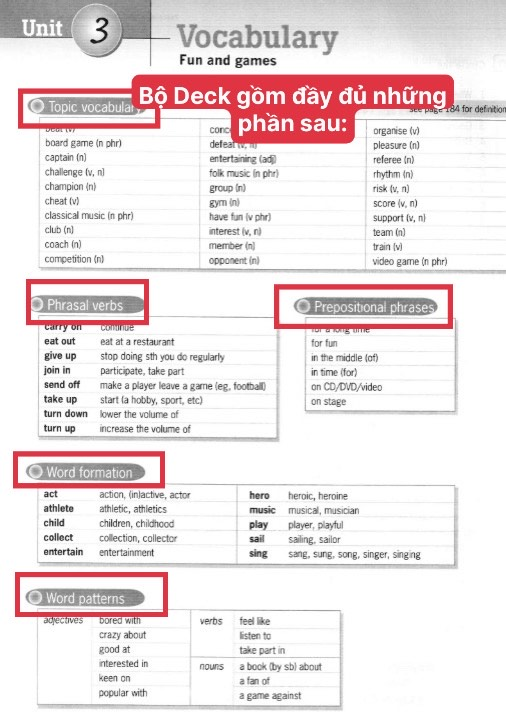 Unit 3
Vocabulary
Fun and games
Bộ Deck gồm đầy đủ những
phần sau:
Topic vocabulary
see page 184 for definition
beat (v)
board game (n phr)
captain (n)
challenge (v, n)
champion (n)
cheat (v)
classical music (n phr)
club (n)
coach (n)
competition (n)
conc
defeat (v, n)
entertaining (adj)
folk music (n phr)
group (n)
gym (n)
have fun (v phr)
interest (v, n)
member (n)
opponent (n)
organise (v)
pleasure (n)
referee (n)
rhythm (n)
risk (v, n)
score (v, n)
support (v, n)
team (n)
train (v)
video game (n phr)
Phrasal verbs
carry on continue
eat out eat at a restaurant
give up stop doing sth you do regularly
join in participate, take part
send off make a player leave a game (eg, football)
take up start (a hobby, sport, etc)
turn down lower the volume of
turn up increase the volume of
Prepositional phrases
for a long time
for fun
in the middle (of)
in time (for)
on CD/DVD/video
on stage
Word formation
act action, (in)active, actor
athlete athletic, athletics
child children, childhood
collect collection, collector
entertain entertainment
hero heroic, heroine
music musical, musician
play player, playful
sail sailing, sailor
sing sang, sung, song, singer, singing
Word patterns
adjectives bored with
crazy about
good at
interested in
keen on
popular with
verbs feel like
listen to
take part in
nouns a book (by sb) about
a fan of
a game against